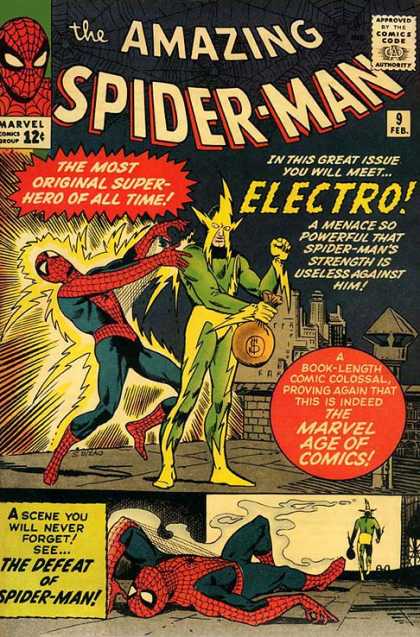 the AMAZING
SPIDER-MAN
MARVEL
COMICS
GROUP 12¢
APPROVED
BY THE
COMICS
CODE
CA
AUTHORITY
9
FEB.
THE MOST
ORIGINAL SUPER-
HERO OF ALL TIME!
IN THIS GREAT ISSUE
YOU WILL MEET...
ELECTRO!
A MENACE SO
POWERFUL THAT
SPIDER-MAN'S
STRENGTH IS
USELESS AGAINST
HIM!
$
A
BOOK-LENGTH
COMIC COLOSSAL,
PROVING AGAIN THAT
THIS IS INDEED
THE
MARVEL
AGE OF
COMICS!
S. DITKO
A SCENE YOU
WILL NEVER
FORGET!
SEE...
THE DEFEAT
OF
SPIDER-MAN!